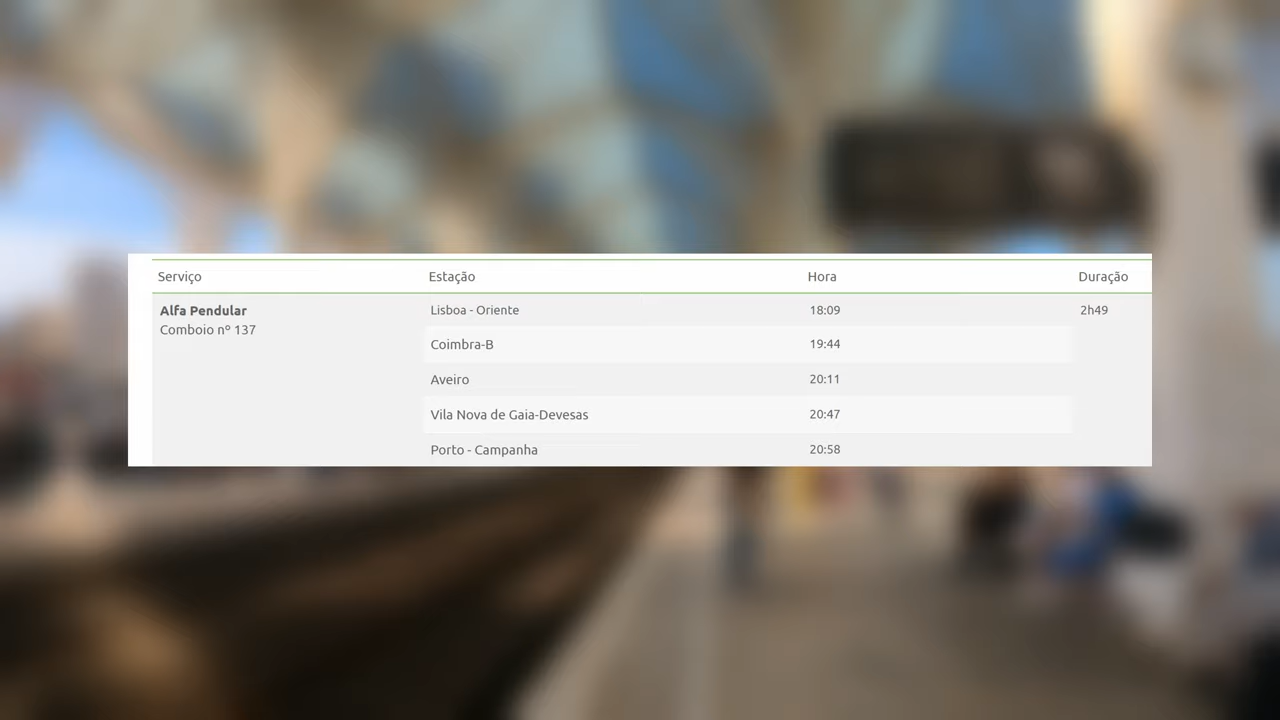 Serviço Estação Hora Duração
Alfa Pendular Lisboa - Oriente 18:09 2h49
Comboio nº 137
Coimbra-B 19:44
Aveiro 20:11
Vila Nova de Gaia-Devesas 20:47
Porto - Campanha 20:58